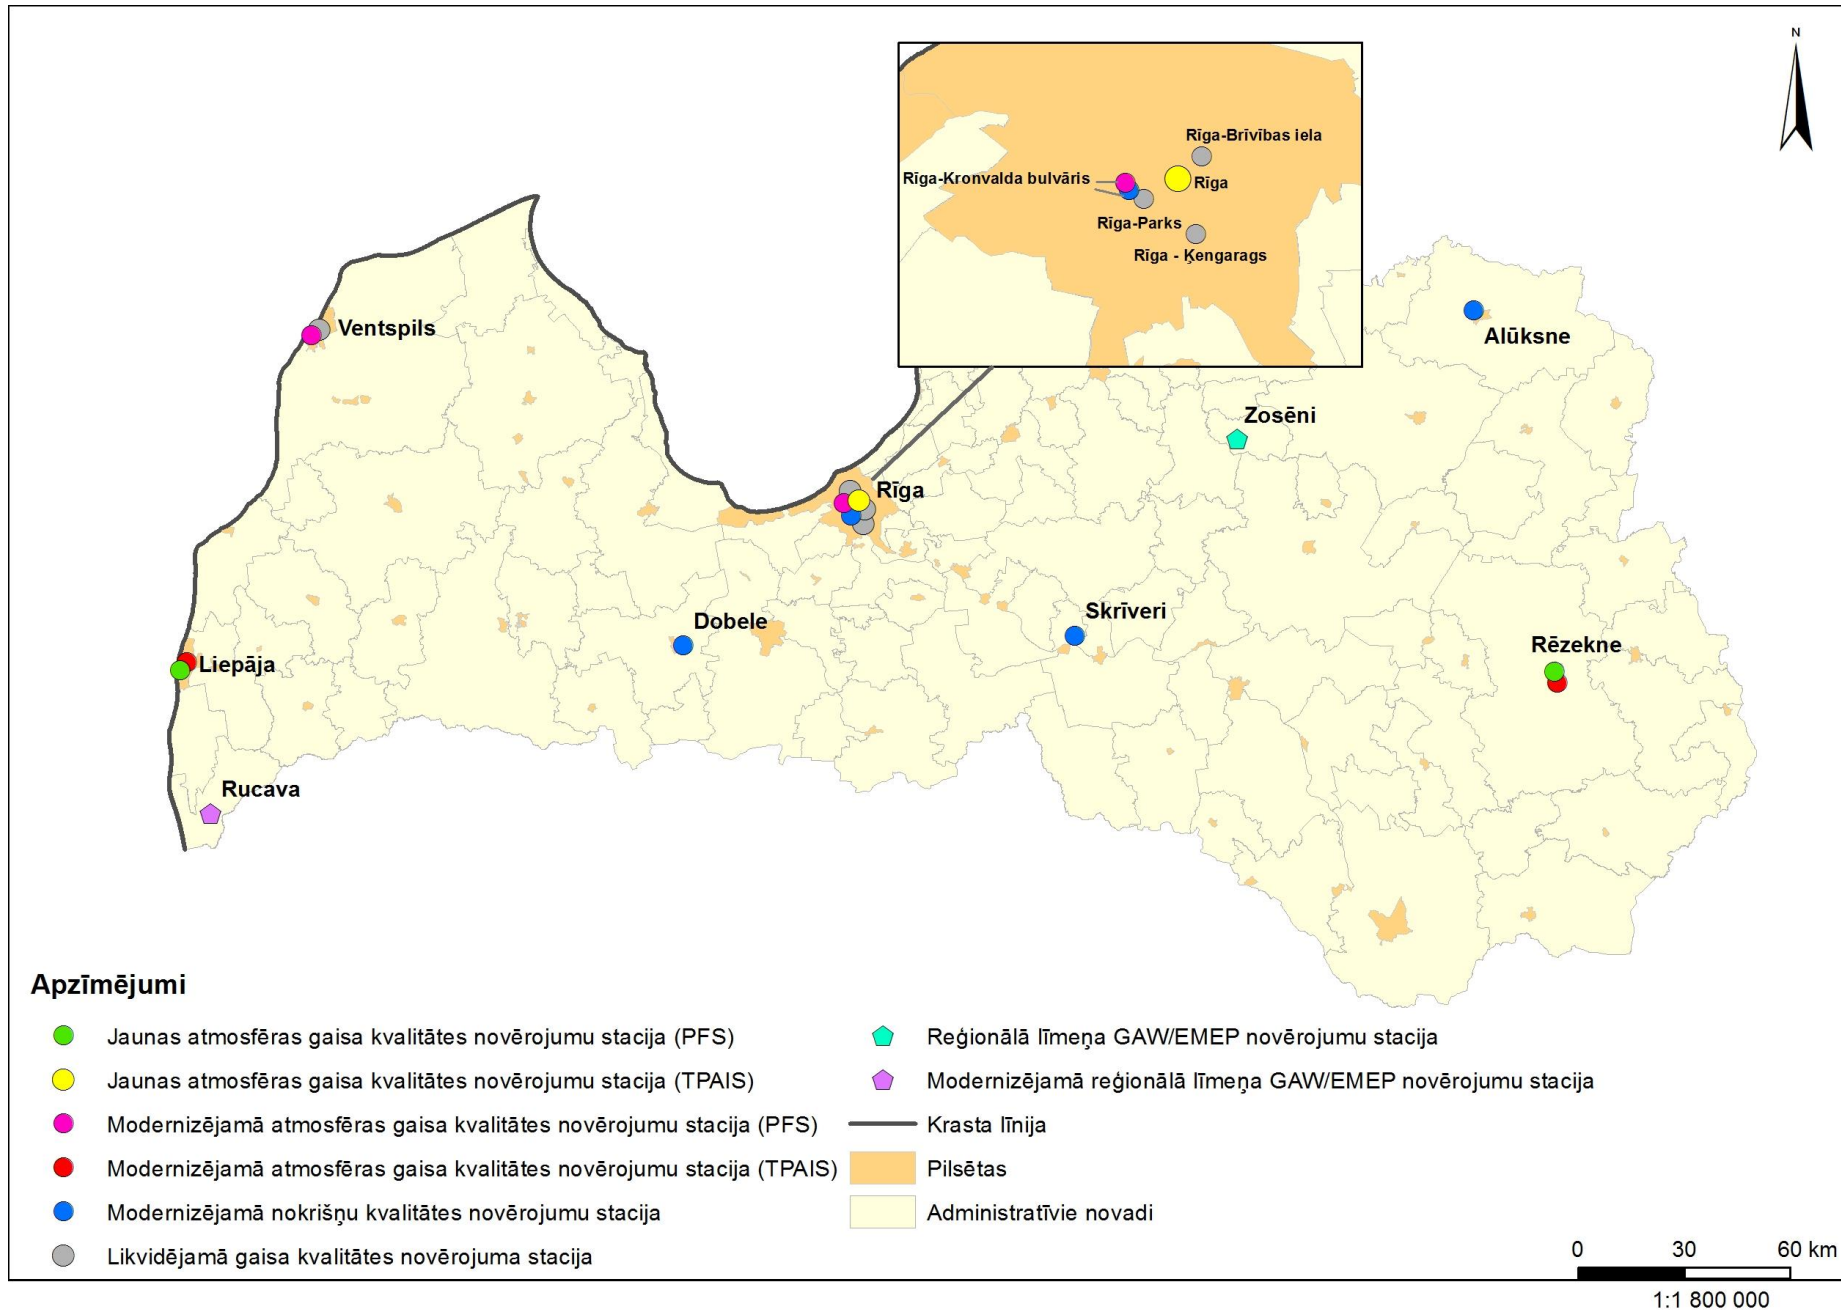 N
Rīga-Brīvības iela
Rīga-Kronvalda bulvāris
Rīga
Rīga-Parks
Rīga - Ķengarags
Ventspils
Alūksne
Zosēni
Rīga
Dobele
Skrīveri
Rēzekne
Liepāja
Rucava
Apzīmējumi
Jaunas atmosfēras gaisa kvalitātes novērojumu stacija (PFS)
Jaunas atmosfēras gaisa kvalitātes novērojumu stacija (TPAIS)
Modernizējamā atmosfēras gaisa kvalitātes novērojumu stacija (PFS)
Modernizējamā atmosfēras gaisa kvalitātes novērojumu stacija (TPAIS)
Modernizējamā nokrišņu kvalitātes novērojumu stacija
Likvidējamā gaisa kvalitātes novērojuma stacija
Reģionālā līmeņa GAW/EMEP novērojumu stacija
Modernizējamā reģionālā līmeņa GAW/EMEP novērojumu stacija
Krasta līnija
Pilsētas
Administratīvie novadi
0 30 60 km
1:1 800 000